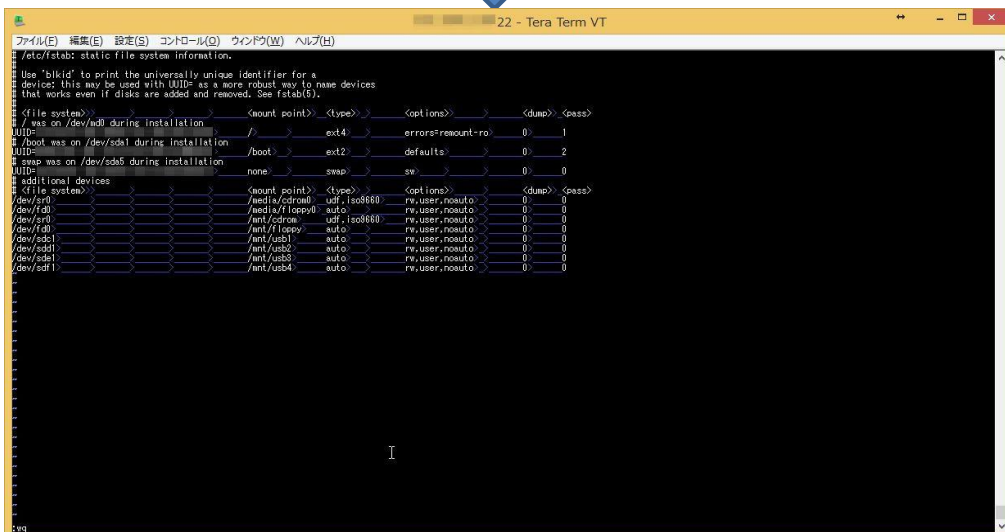 22 - Tera Term VT
ファイル(F) 編集(E) 設定(S) コントロール(O) ウィンドウ(W) ヘルプ(H)
# /etc/fstab: static file system information.
#
# Use 'blkid' to print the universally unique identifier for a
# device; this may be used with UUID= as a more robust way to name devices
# that works even if disks are added and removed. See fstab(5).
#
# <file system> <mount point> <type> <options> <dump> <pass>
# / was on /dev/md0 during installation
UUID= / ext4 errors=remount-ro 0 1
# /boot was on /dev/sda1 during installation
UUID= /boot ext2 defaults 0 2
# swap was on /dev/sda5 during installation
UUID= none swap sw 0 0
# additional devices
# <file system> <mount point> <type> <options> <dump> <pass>
/dev/sr0 /media/cdrom0 udf,iso9660 rw,user,noauto 0 0
/dev/fd0 /media/floppy0 auto rw,user,noauto 0 0
/dev/sr0 /mnt/cdrom udf,iso9660 rw,user,noauto 0 0
/dev/fd0 /mnt/floppy auto rw,user,noauto 0 0
/dev/sdc1 /mnt/usb1 auto rw,user,noauto 0 0
/dev/sdd1 /mnt/usb2 auto rw,user,noauto 0 0
/dev/sde1 /mnt/usb3 auto rw,user,noauto 0 0
/dev/sdf1 /mnt/usb4 auto rw,user,noauto 0 0
:wq